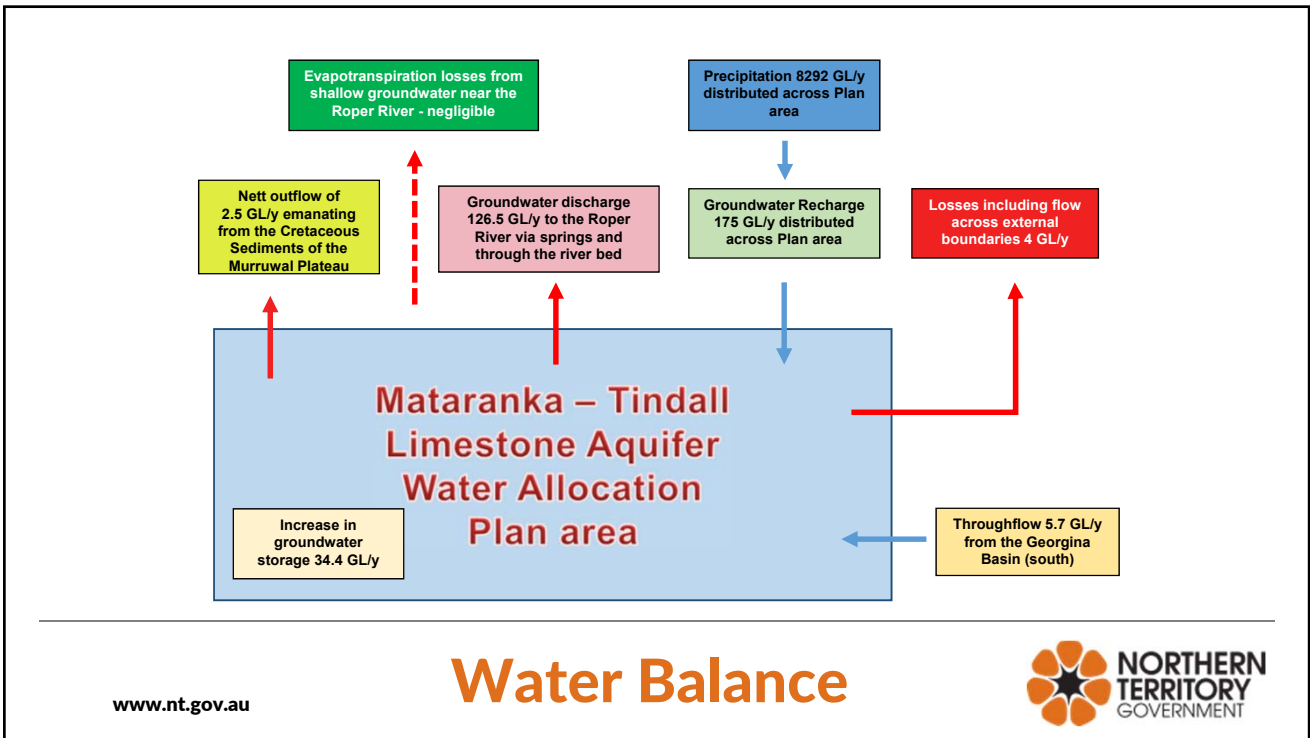 Evapotranspiration losses from
shallow groundwater near the
Roper River - negligible
Precipitation 8292 GL/y
distributed across Plan
area
Nett outflow of
2.5 GL/y emanating
from the Cretaceous
Sediments of the
Murruwal Plateau
Groundwater discharge
126.5 GL/y to the Roper
River via springs and
through the river bed
Groundwater Recharge
175 GL/y distributed
across Plan area
Losses including flow
across external
boundaries 4 GL/y
Mataranka – Tindall
Limestone Aquifer
Water Allocation
Plan area
Increase in
groundwater
storage 34.4 GL/y
Throughflow 5.7 GL/y
from the Georgina
Basin (south)
www.nt.gov.au
Water Balance
NORTHERN
TERRITORY
GOVERNMENT